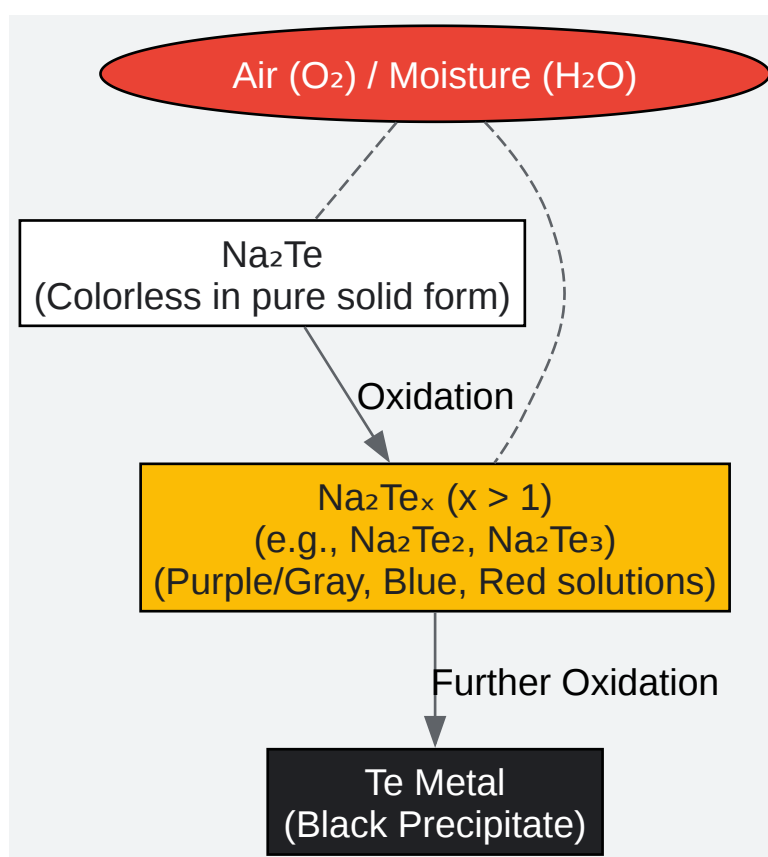 Air (O₂) / Moisture (H₂O)
Na₂Te
(Colorless in pure solid form)
Oxidation
Na₂Teₓ (x > 1)
(e.g., Na₂Te₂, Na₂Te₃)
(Purple/Gray, Blue, Red solutions)
Further Oxidation
Te Metal
(Black Precipitate)